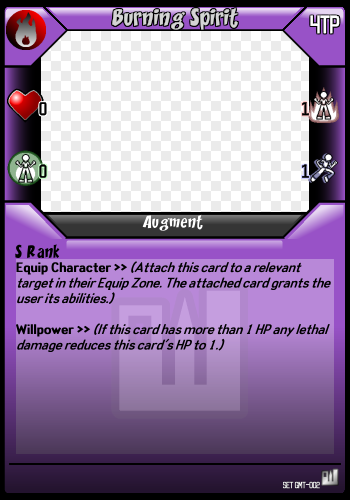 Burning Spirit
4TP
0
1
0
1
Augment
S Rank
Equip Character >> (Attach this card to a relevant
target in their Equip Zone. The attached card grants the
user its abilities.)
Willpower >> (If this card has more than 1 HP any lethal
damage reduces this card's HP to 1.)
SET GMT-002